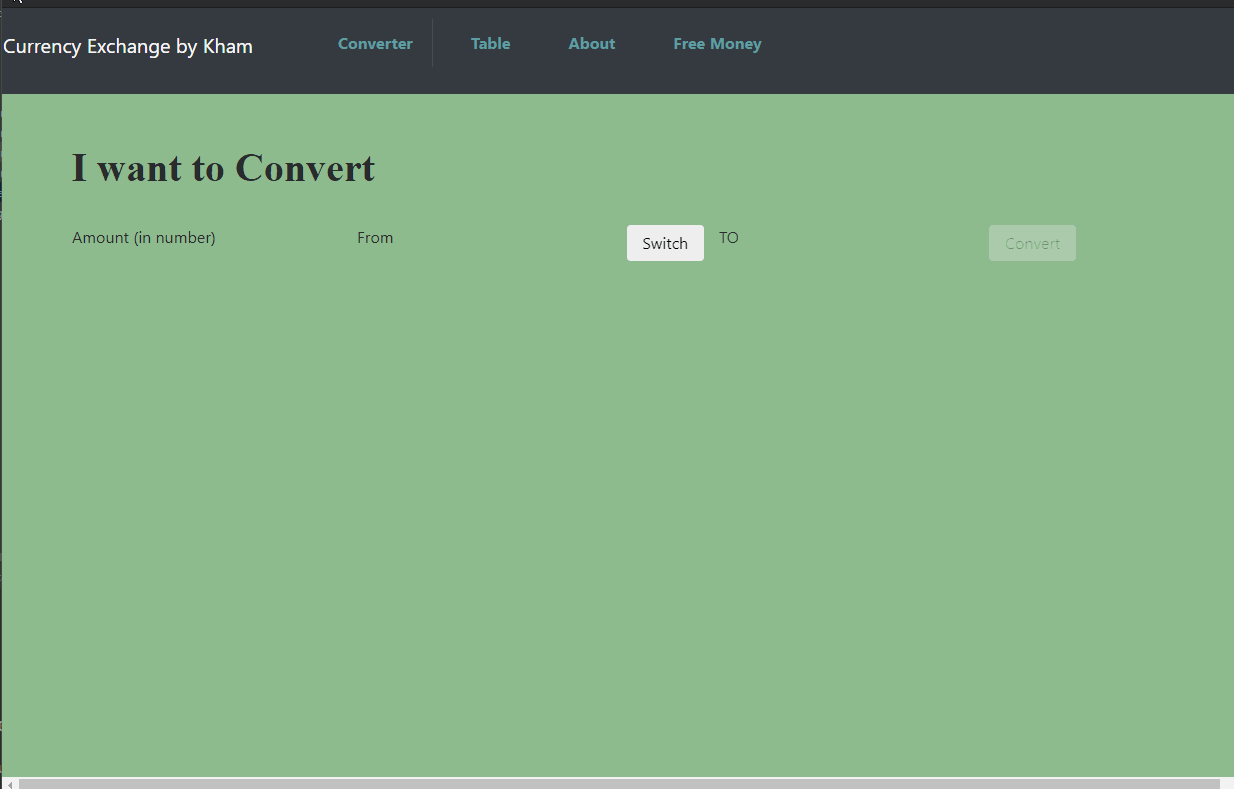 Currency Exchange by Kham Converter Table About Free Money
I want to Convert
Amount (in number) From Switch TO Convert